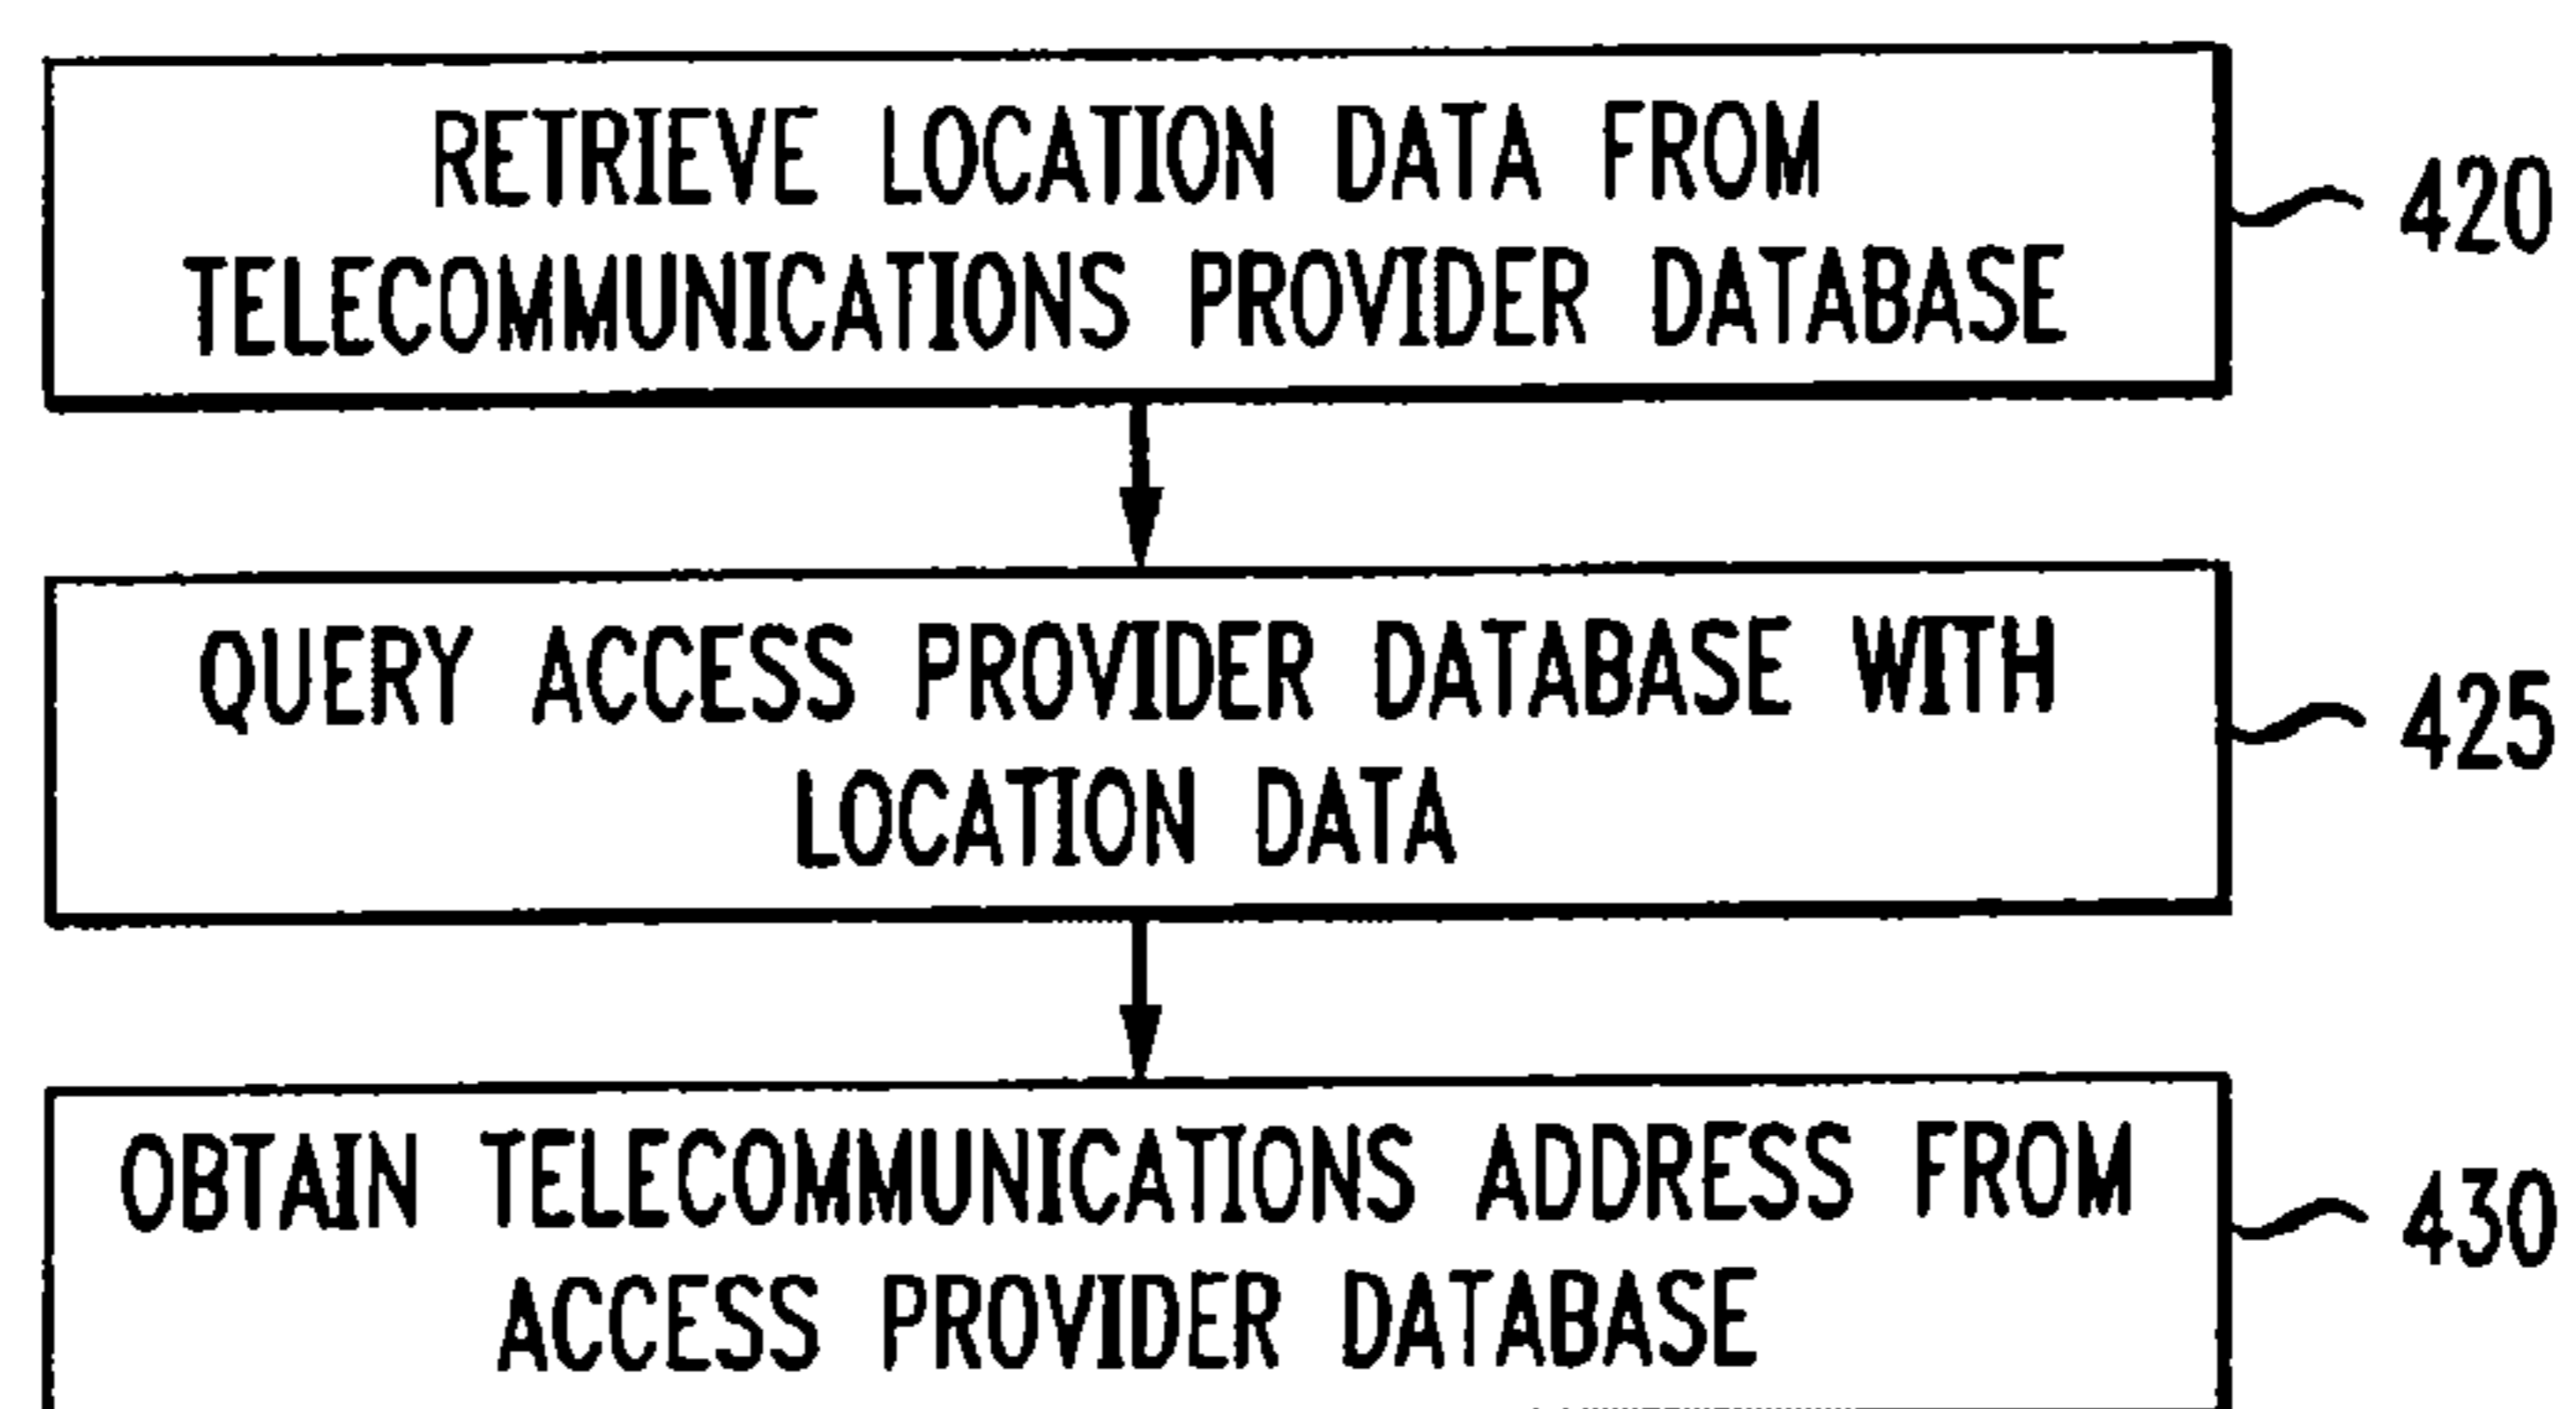 RETRIEVE LOCATION DATA FROM
TELECOMMUNICATIONS PROVIDER DATABASE
420
QUERY ACCESS PROVIDER DATABASE WITH
LOCATION DATA
425
OBTAIN TELECOMMUNICATIONS ADDRESS FROM
ACCESS PROVIDER DATABASE
430